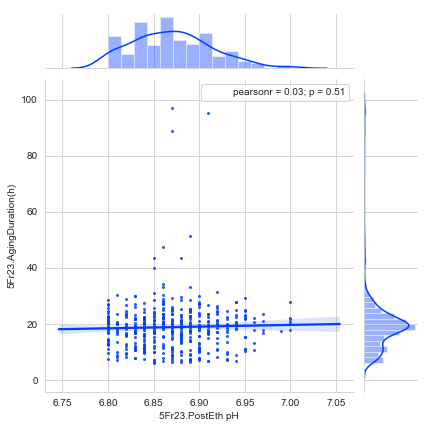 pearsonr = 0.03; p = 0.51
100
80
60
40
20
0
5Fr23.AgingDuration(h)
6.75 6.80 6.85 6.90 6.95 7.00 7.05
5Fr23.PostEth pH